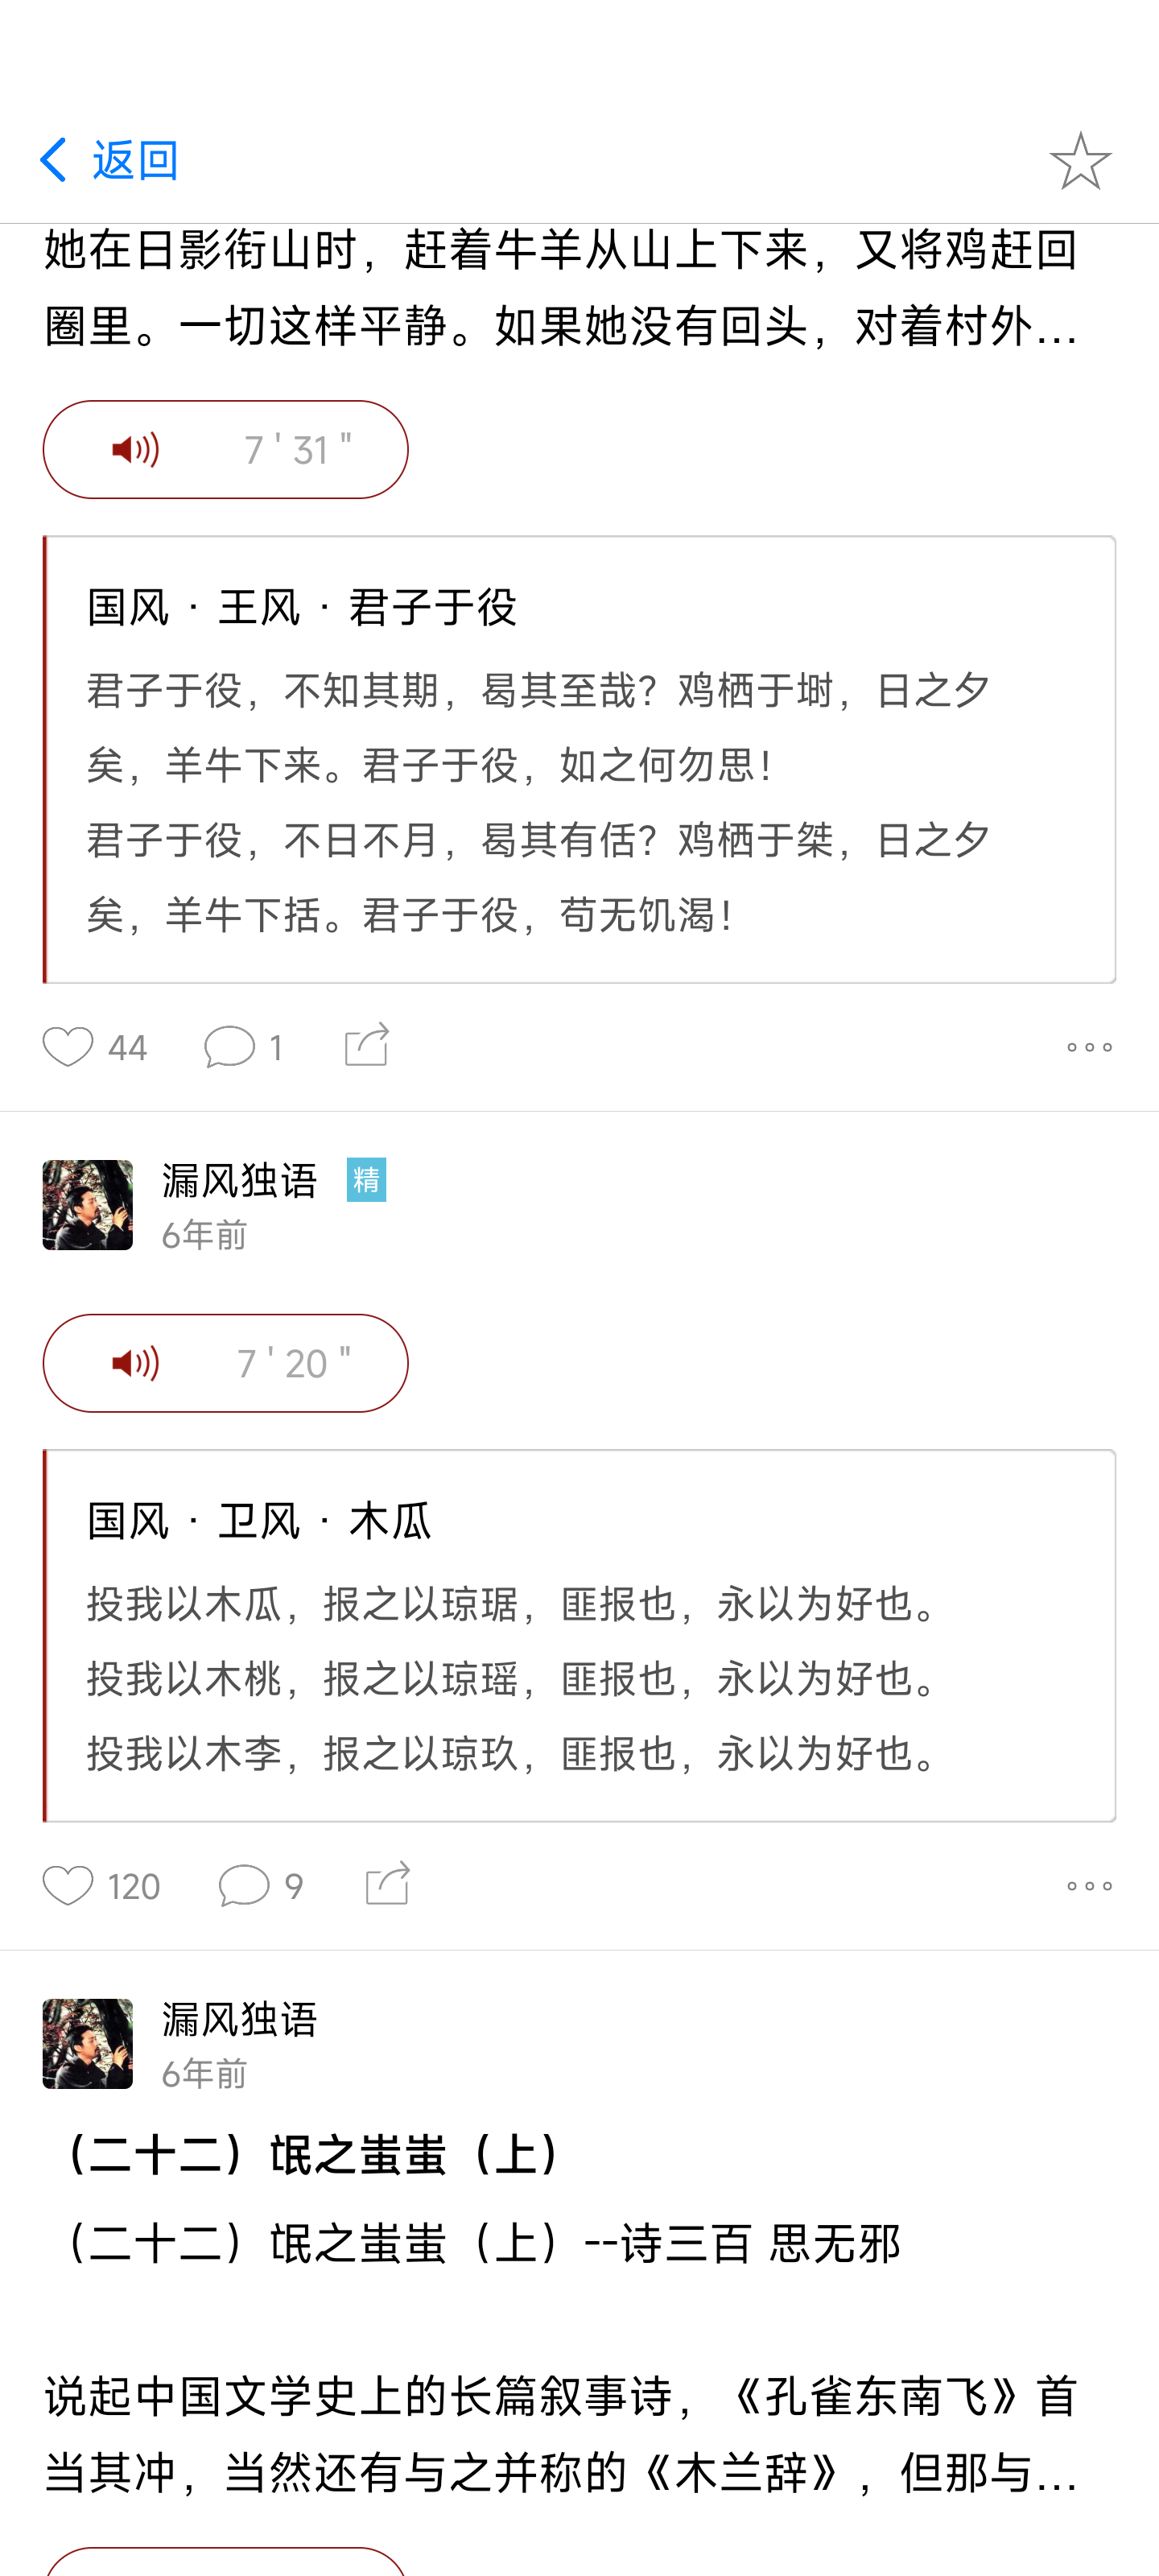 返回
她在日影衔山时，赶着牛羊从山上下来，又将鸡赶回
圈里。一切这样平静。如果她没有回头，对着村外...
7 ' 31 "
国风 · 王风 · 君子于役
君子于役，不知其期，曷其至哉？鸡栖于埘，日之夕
矣，羊牛下来。君子于役，如之何勿思！
君子于役，不日不月，曷其有佸？鸡栖于桀，日之夕
矣，羊牛下括。君子于役，苟无饥渴！
44 1
漏风独语 精
6年前
7 ' 20 "
国风 · 卫风 · 木瓜
投我以木瓜，报之以琼琚，匪报也，永以为好也。
投我以木桃，报之以琼瑶，匪报也，永以为好也。
投我以木李，报之以琼玖，匪报也，永以为好也。
120 9
漏风独语
6年前
（二十二）氓之蚩蚩（上）
（二十二）氓之蚩蚩（上）--诗三百 思无邪
说起中国文学史上的长篇叙事诗，《孔雀东南飞》首
当其冲，当然还有与之并称的《木兰辞》，但那与...